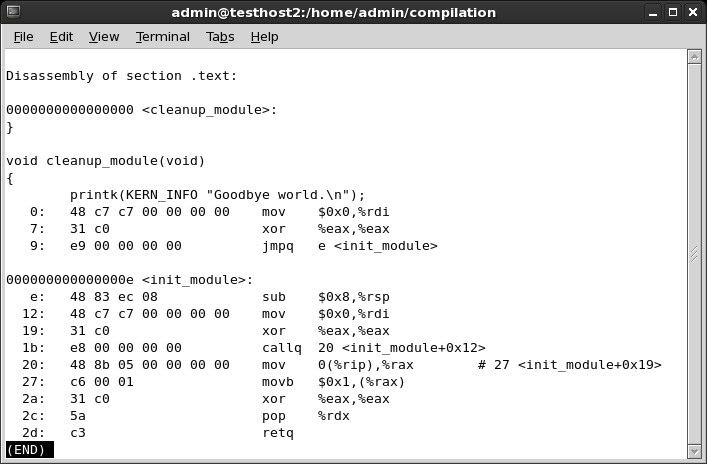 admin@testhost2:/home/admin/compilation
File Edit View Terminal Tabs Help
Disassembly of section .text:
0000000000000000 <cleanup_module>:
}
void cleanup_module(void)
{
        printk(KERN_INFO "Goodbye world.\n");
   0:   48 c7 c7 00 00 00 00    mov    $0x0,%rdi
   7:   31 c0                   xor    %eax,%eax
   9:   e9 00 00 00 00          jmpq   e <init_module>
000000000000000e <init_module>:
   e:   48 83 ec 08             sub    $0x8,%rsp
  12:   48 c7 c7 00 00 00 00    mov    $0x0,%rdi
  19:   31 c0                   xor    %eax,%eax
  1b:   e8 00 00 00 00          callq  20 <init_module+0x12>
  20:   48 8b 05 00 00 00 00    mov    0(%rip),%rax        # 27 <init_module+0x19>
  27:   c6 00 01                movb   $0x1,(%rax)
  2a:   31 c0                   xor    %eax,%eax
  2c:   5a                      pop    %rdx
  2d:   c3                      retq
(END)